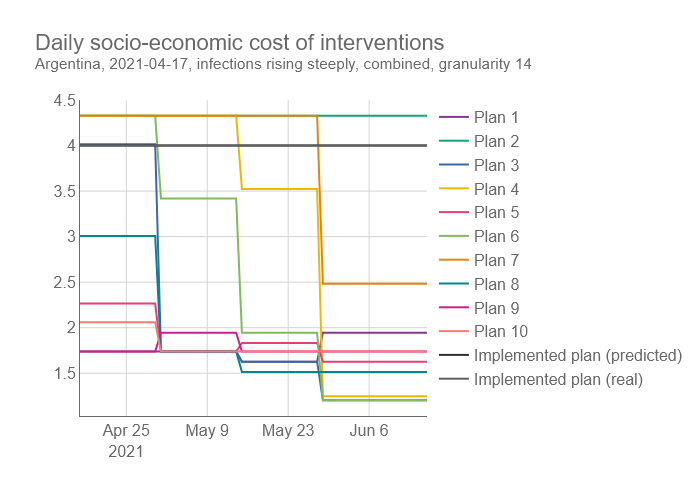 Daily socio-economic cost of interventions
Argentina, 2021-04-17, infections rising steeply, combined, granularity 14
4.5
4
3.5
3
2.5
2
1.5
Apr 25
2021
May 9
May 23
Jun 6
Plan 1
Plan 2
Plan 3
Plan 4
Plan 5
Plan 6
Plan 7
Plan 8
Plan 9
Plan 10
Implemented plan (predicted)
Implemented plan (real)